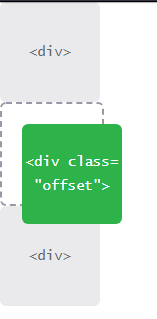 <div>
<div class=
"offset">
<div>